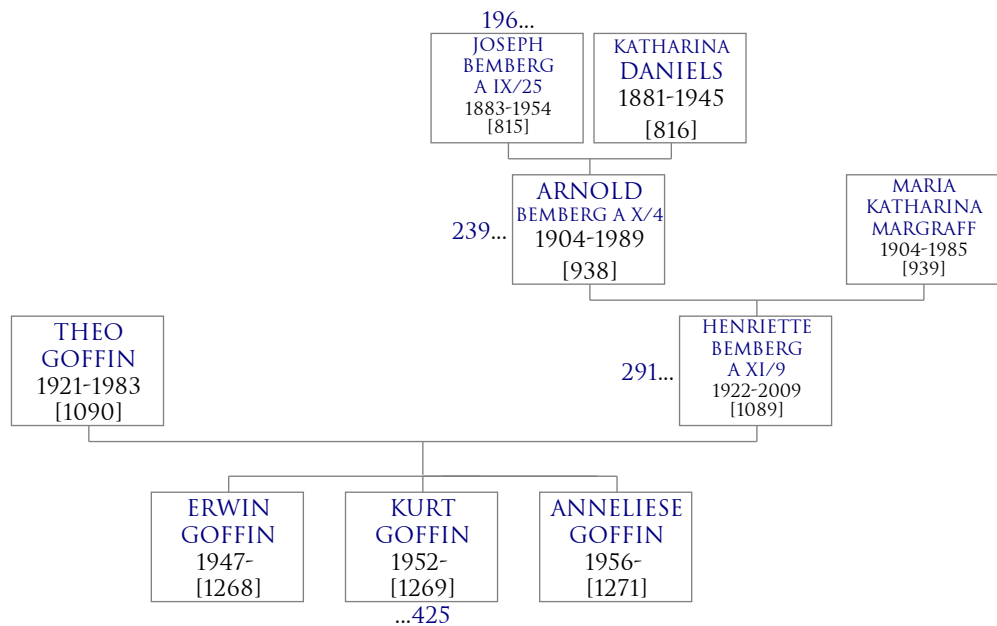 196...
JOSEPH
BEMBERG
A IX/25
1883-1954
[815]
KATHARINA
DANIELS
1881-1945
[816]
239...
ARNOLD
BEMBERG A X/4
1904-1989
[938]
MARIA
KATHARINA
MARGRAFF
1904-1985
[939]
THEO
GOFFIN
1921-1983
[1090]
291...
HENRIETTE
BEMBERG
A XI/9
1922-2009
[1089]
ERWIN
GOFFIN
1947-
[1268]
KURT
GOFFIN
1952-
[1269]
...425
ANNELIESE
GOFFIN
1956-
[1271]